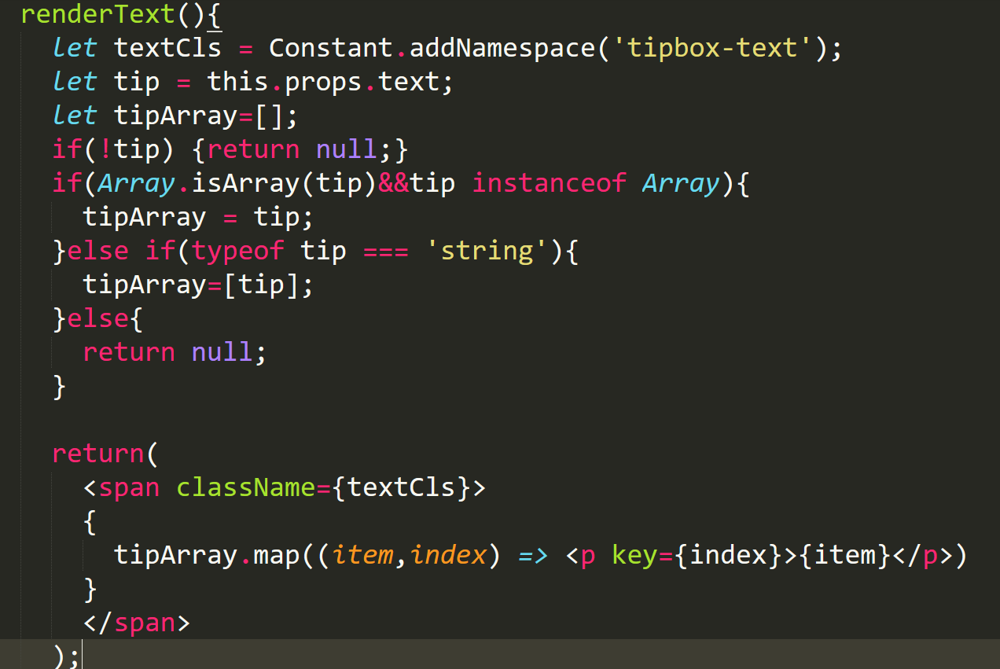 renderText(){
let textCls = Constant.addNamespace('tipbox-text');
let tip = this.props.text;
let tipArray=[];
if(!tip) {return null;}
if(Array.isArray(tip)&&tip instanceof Array){
tipArray = tip;
}else if(typeof tip === 'string'){
tipArray=[tip];
}else{
return null;
}
return(
<span className={textCls}>
{
tipArray.map((item,index) => <p key={index}>{item}</p>)
}
</span>
);